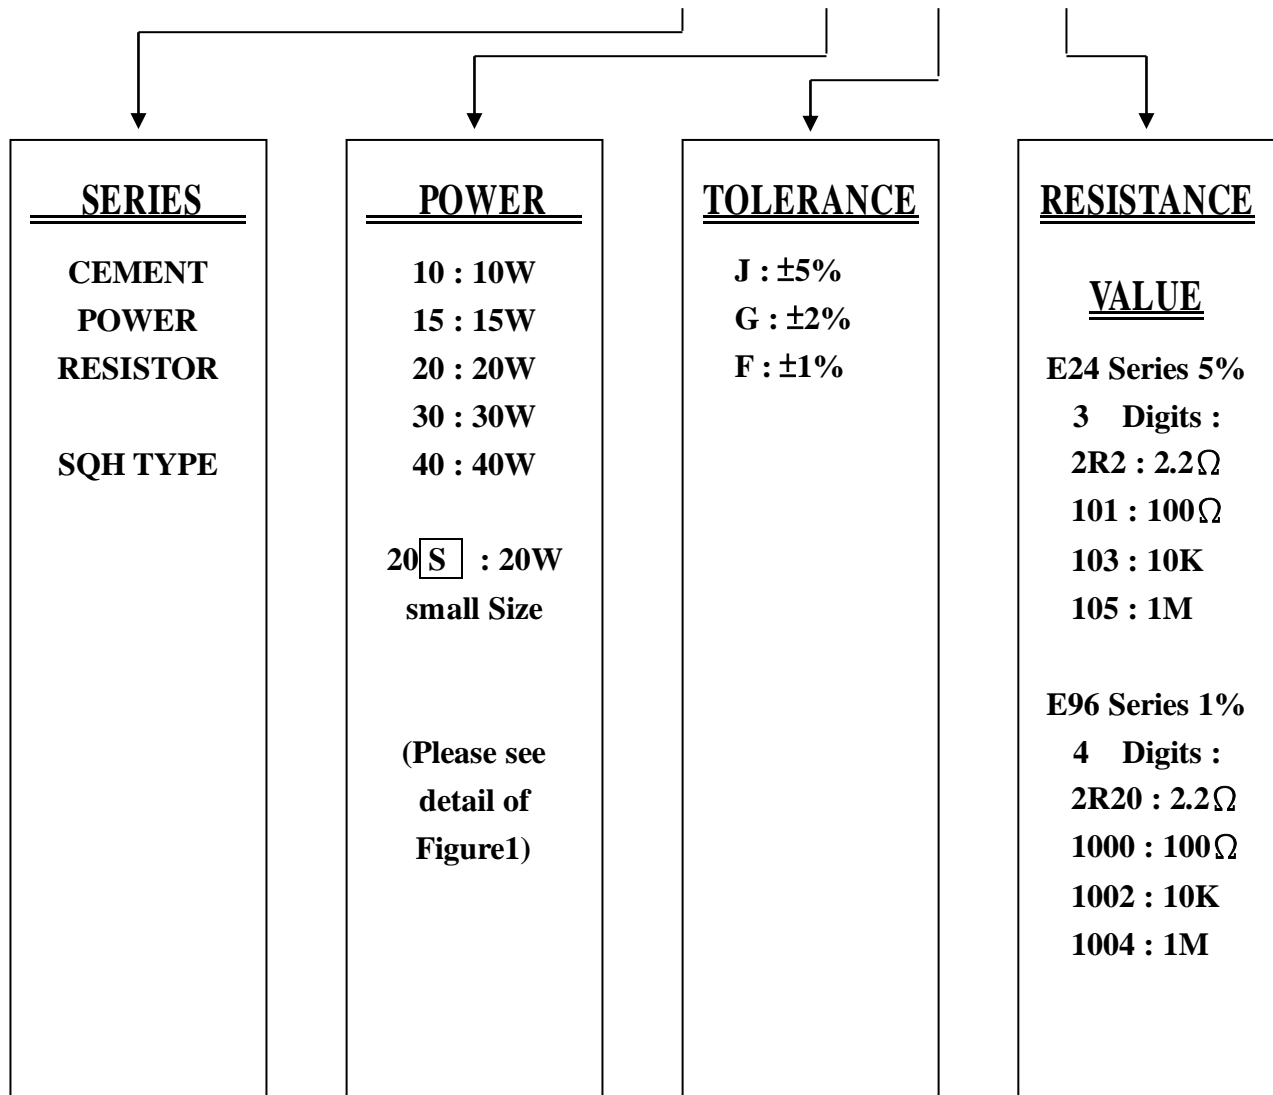 SERIES
CEMENT
POWER
RESISTOR
SQH TYPE
POWER
10 : 10W
15 : 15W
20 : 20W
30 : 30W
40 : 40W
20 S : 20W
small Size
(Please see
detail of
Figure1)
TOLERANCE
J : ±5%
G : ±2%
F : ±1%
RESISTANCE
VALUE
E24 Series 5%
3 Digits :
2R2 : 2.2Ω
101 : 100Ω
103 : 10K
105 : 1M
E96 Series 1%
4 Digits :
2R20 : 2.2Ω
1000 : 100Ω
1002 : 10K
1004 : 1M